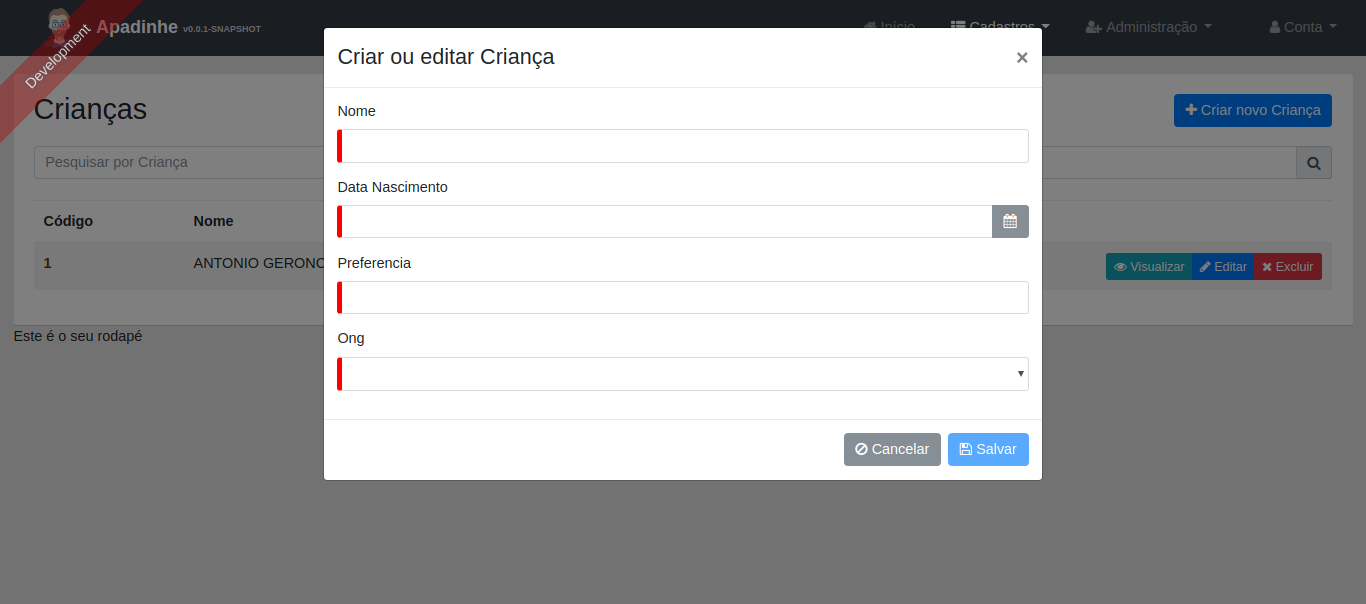 Development
Apadinhe v0.0.1-SNAPSHOT
Início Cadastros Administração Conta
Criar ou editar Criança
×
Crianças
Criar novo Criança
Nome
Pesquisar por Criança
Data Nascimento
Código Nome
Preferencia
1 ANTONIO
Visualizar Editar Excluir
Ong
Este é o seu rodapé
Cancelar Salvar